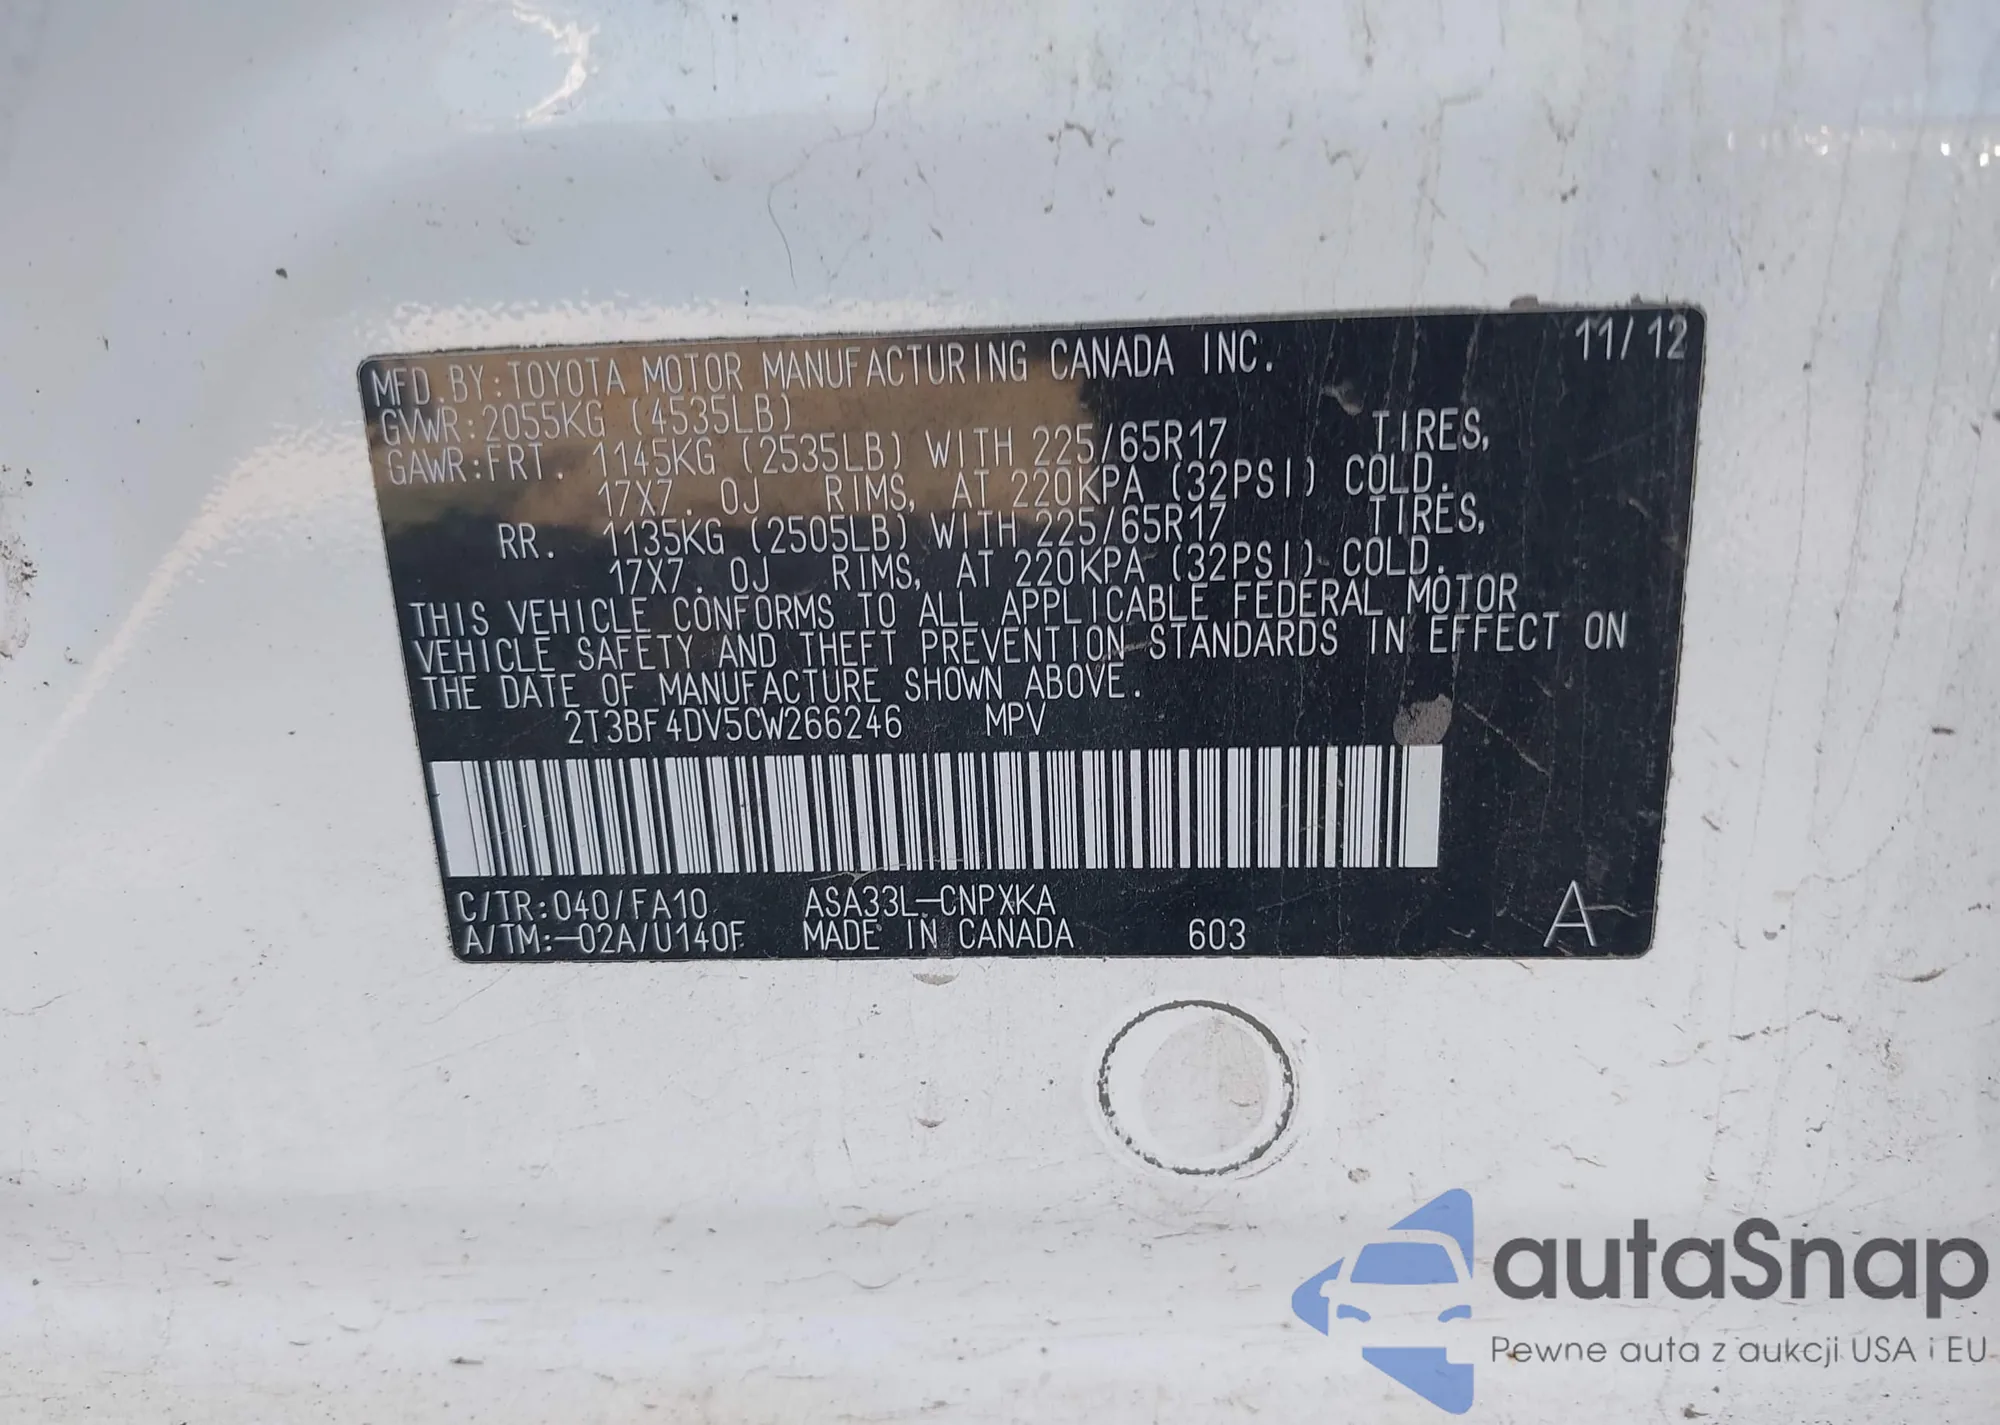 MFD.BY:TOYOTA MOTOR MANUFACTURING CANADA INC. 11/12
GVWR:2055KG (4535LB)
GAWR:FRT. 1145KG (2535LB) WITH 225/65R17 TIRES,
17X7.0J RIMS, AT 220KPA (32PSI) COLD.
RR. 1135KG (2505LB) WITH 225/65R17 TIRES,
17X7.0J RIMS, AT 220KPA (32PSI) COLD.
THIS VEHICLE CONFORMS TO ALL APPLICABLE FEDERAL MOTOR
VEHICLE SAFETY AND THEFT PREVENTION STANDARDS IN EFFECT ON
THE DATE OF MANUFACTURE SHOWN ABOVE.
2T3BF4DV5CW266246 MPV
C/TR:040/FA10 ASA33L-CNPXKA
A/TM:-02A/U140F MADE IN CANADA 603 A
autaSnap
Pewne auta z aukcji USA i EU